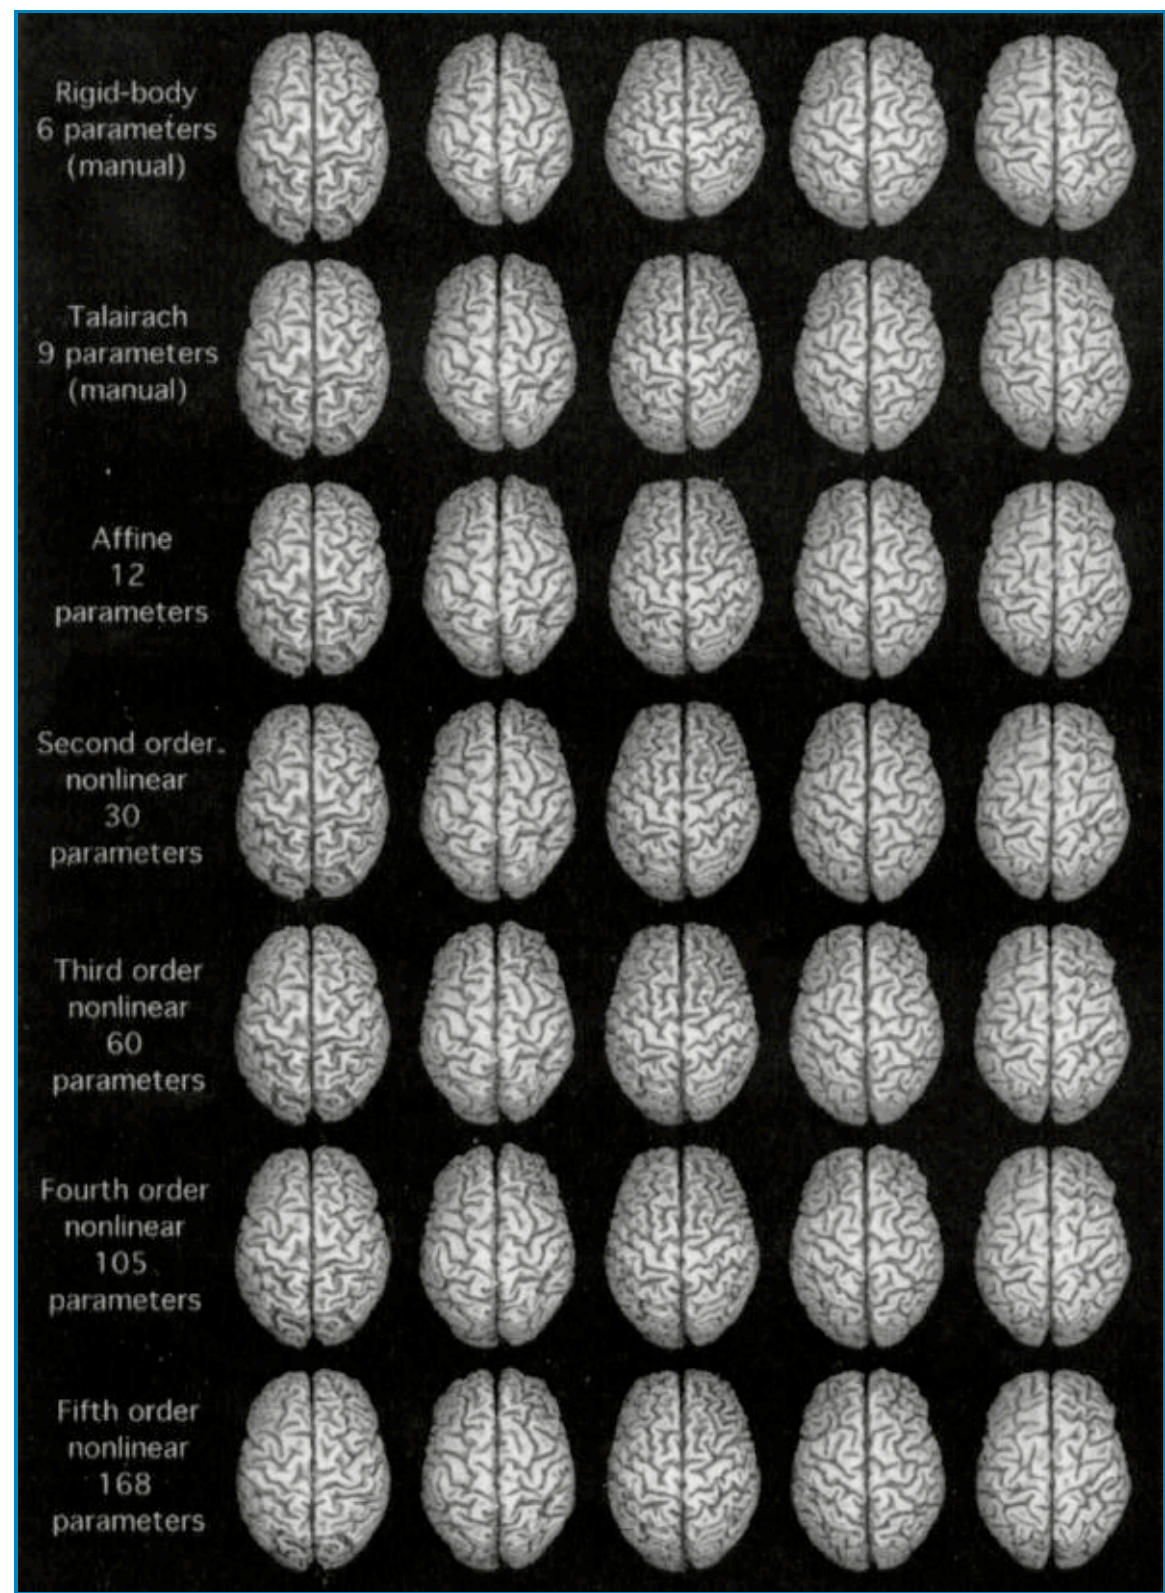 Rigid-body
6 parameters
(manual)
Talairach
9 parameters
(manual)
Affine
12
parameters
Second order
nonlinear
30
parameters
Third order
nonlinear
60
parameters
Fourth order
nonlinear
105
parameters
Fifth order
nonlinear
168
parameters